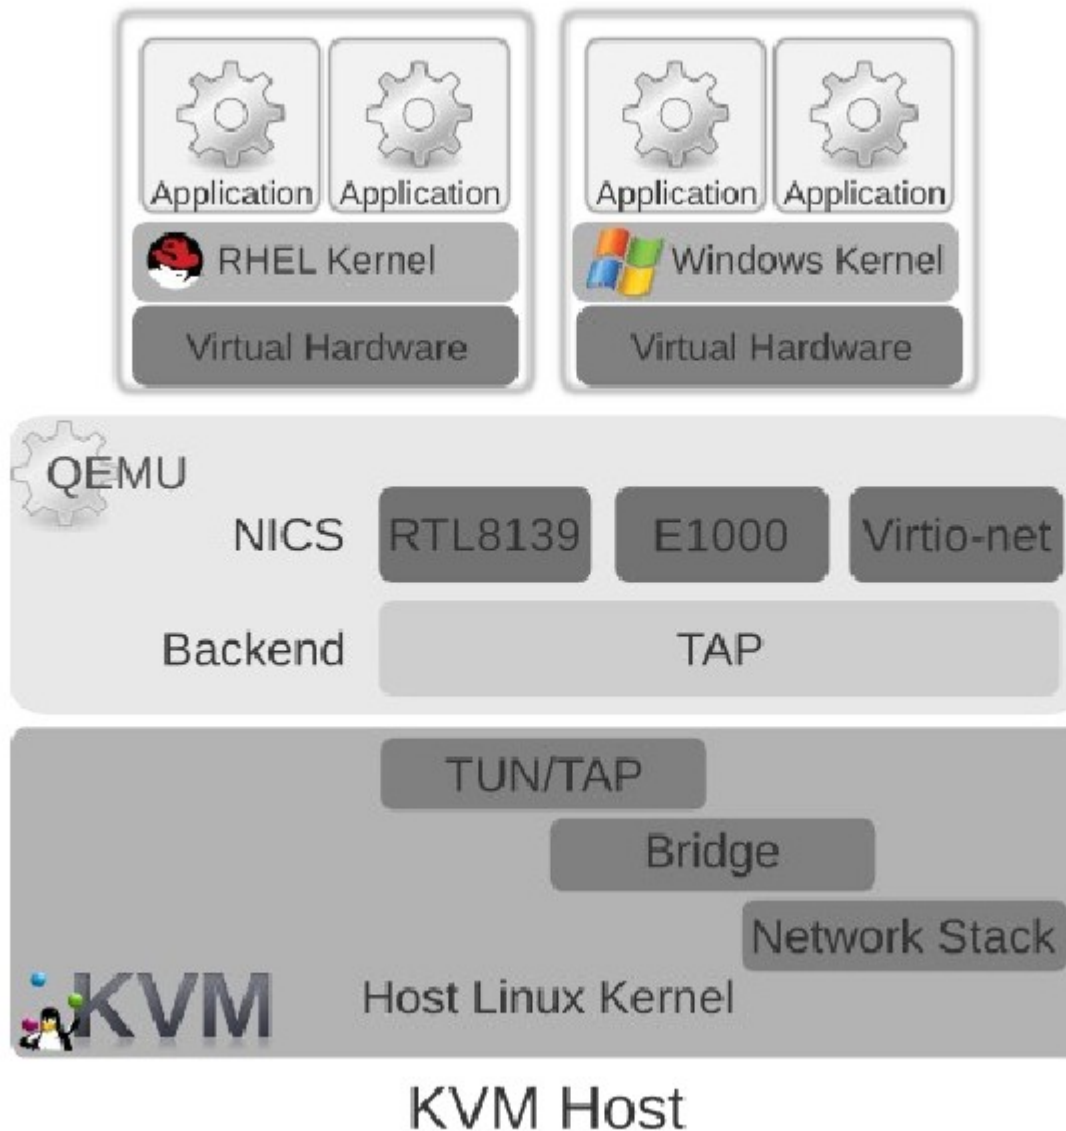 Application Application Application Application
RHEL Kernel Windows Kernel
Virtual Hardware Virtual Hardware
QEMU
NICS RTL8139 E1000 Virtio-net
Backend TAP
TUN/TAP
Bridge
Network Stack
KVM Host Linux Kernel
KVM Host